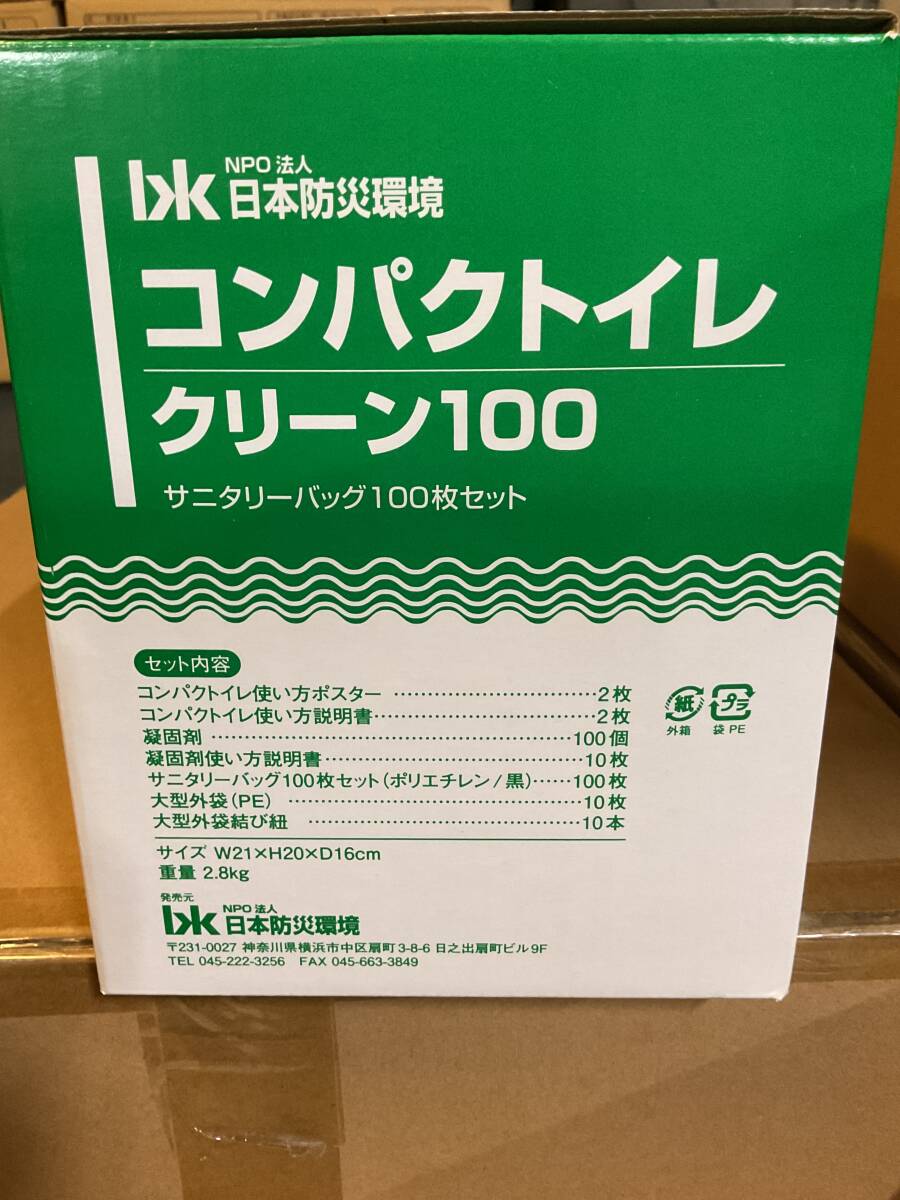 bk NPO法人
日本防災環境
コンパクトイレ
クリーン100
サニタリーバッグ100枚セット
セット内容
コンパクトイレ使い方ポスター ……………………………2枚
コンパクトイレ使い方説明書………………………………2枚
凝固剤 ………………………………………………100個
凝固剤使い方説明書……………………………………10枚
サニタリーバッグ100枚セット(ポリエチレン/黒)……100枚
大型外袋(PE) …………………………………………10枚
大型外袋結び紐 ………………………………………10本
紙
外箱
プラ
袋 PE
サイズ W21×H20×D16cm
重量 2.8kg
発売元
bk NPO法人
日本防災環境
〒231-0027 神奈川県横浜市中区扇町3-8-6 日之出扇町ビル9F
TEL 045-222-3256 FAX 045-663-3849